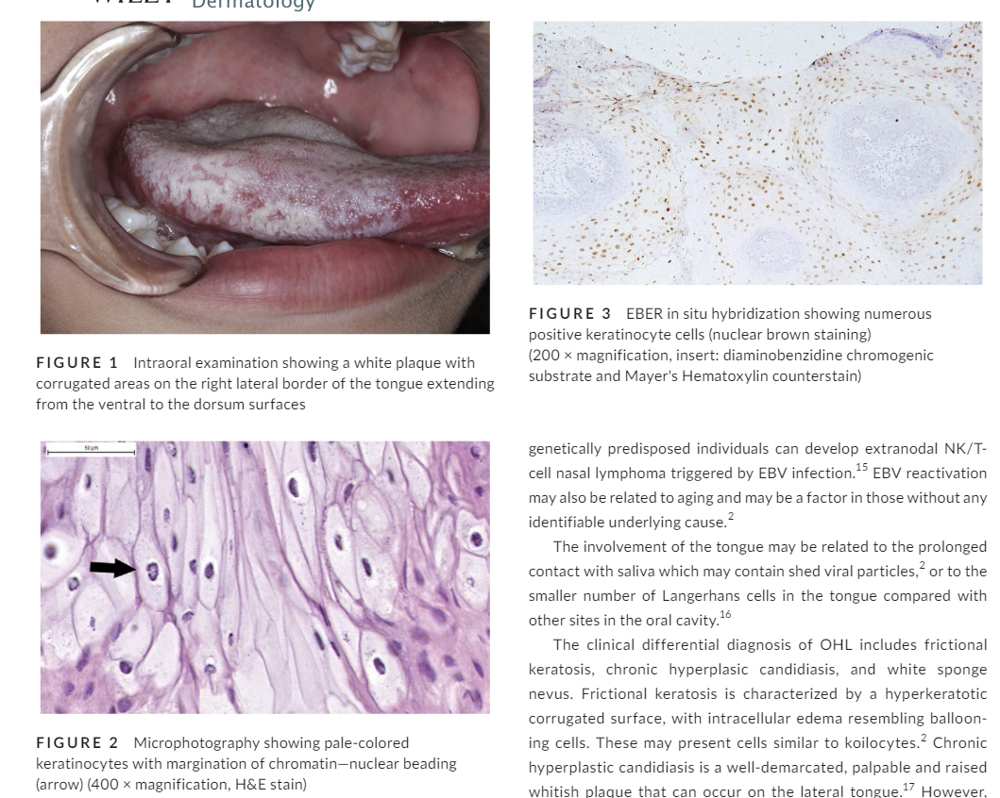 WILEY Dermatology
FIGURE 1 Intraoral examination showing a white plaque with
corrugated areas on the right lateral border of the tongue extending
from the ventral to the dorsum surfaces
50 µm
FIGURE 2 Microphotography showing pale-colored
keratinocytes with margination of chromatin—nuclear beading
(arrow) (400 × magnification, H&E stain)
FIGURE 3 EBER in situ hybridization showing numerous
positive keratinocyte cells (nuclear brown staining)
(200 × magnification, insert: diaminobenzidine chromogenic
substrate and Mayer's Hematoxylin counterstain)
genetically predisposed individuals can develop extranodal NK/T-
cell nasal lymphoma triggered by EBV infection.15 EBV reactivation
may also be related to aging and may be a factor in those without any
identifiable underlying cause.2
The involvement of the tongue may be related to the prolonged
contact with saliva which may contain shed viral particles,2 or to the
smaller number of Langerhans cells in the tongue compared with
other sites in the oral cavity.16
The clinical differential diagnosis of OHL includes frictional
keratosis, chronic hyperplasic candidiasis, and white sponge
nevus. Frictional keratosis is characterized by a hyperkeratotic
corrugated surface, with intracellular edema resembling balloon-
ing cells. These may present cells similar to koilocytes.2 Chronic
hyperplastic candidiasis is a well-demarcated, palpable and raised
whitish plaque that can occur on the lateral tongue.17 However,